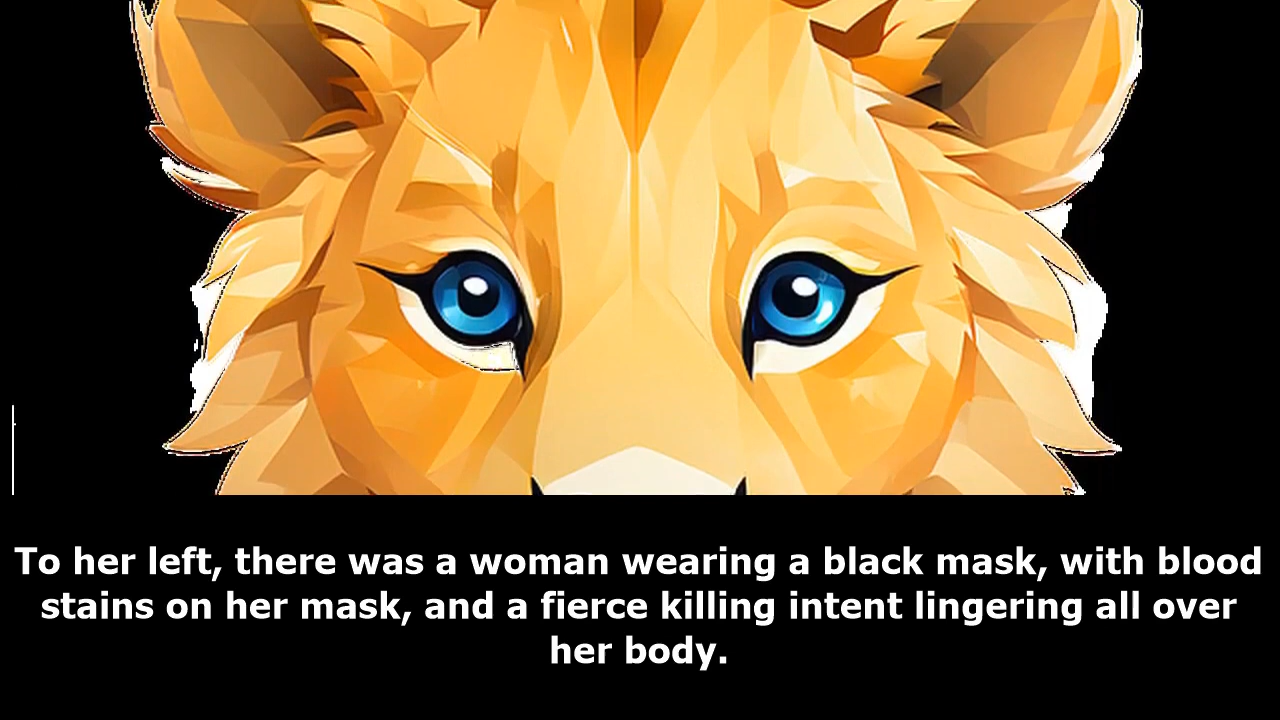 To her left, there was a woman wearing a black mask, with blood
stains on her mask, and a fierce killing intent lingering all over
her body.